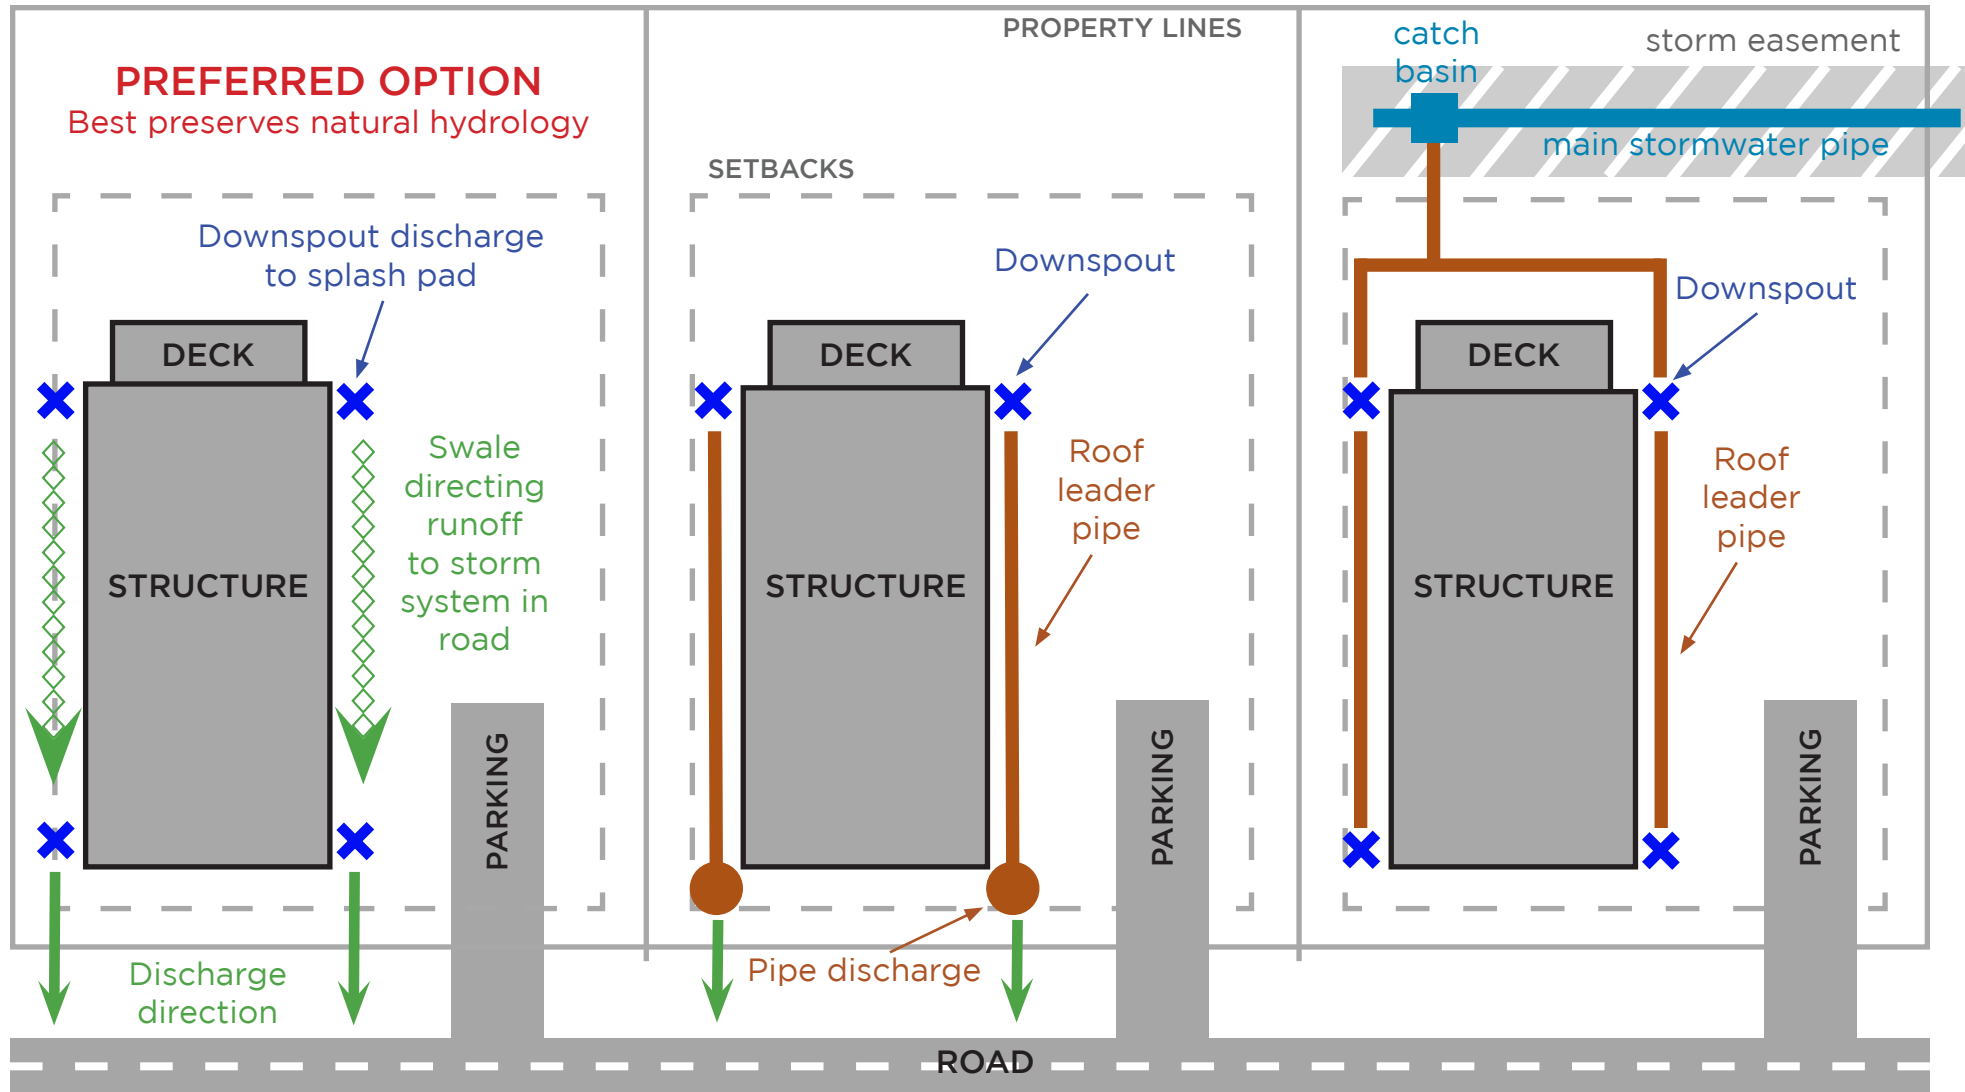 PREFERRED OPTION
Best preserves natural hydrology
Downspout discharge
to splash pad
DECK
STRUCTURE
Swale
directing
runoff
to storm
system in
road
PARKING
Discharge
direction
PROPERTY LINES
SETBACKS
Downspout
DECK
STRUCTURE
Roof
leader
pipe
PARKING
Pipe discharge
catch
basin
storm easement
main stormwater pipe
Downspout
DECK
STRUCTURE
Roof
leader
pipe
PARKING
ROAD